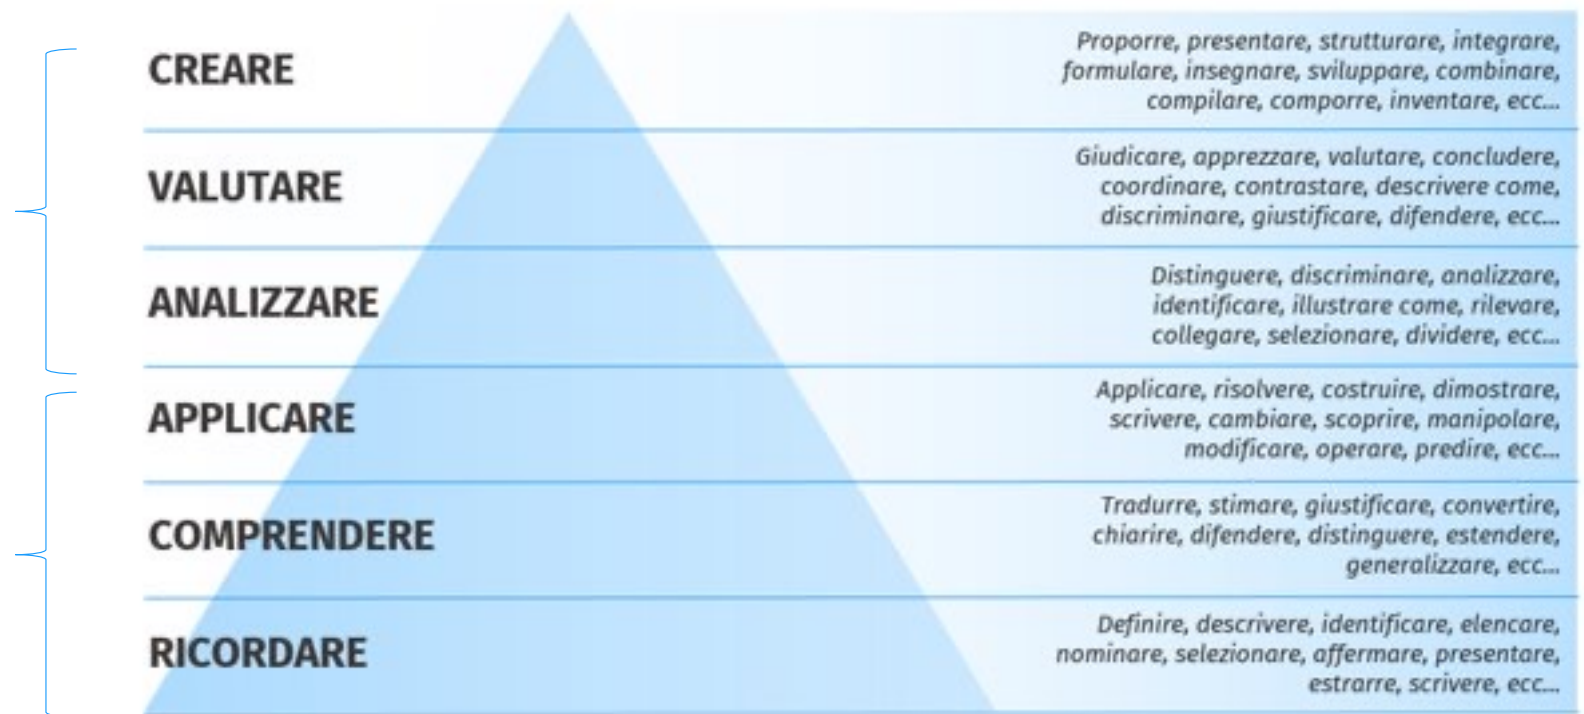 CREARE
Proporre, presentare, strutturare, integrare,
formulare, insegnare, sviluppare, combinare,
compilare, comporre, inventare, ecc...
VALUTARE
Giudicare, apprezzare, valutare, concludere,
coordinare, contrastare, descrivere come,
discriminare, giustificare, difendere, ecc...
ANALIZZARE
Distinguere, discriminare, analizzare,
identificare, illustrare come, rilevare,
collegare, selezionare, dividere, ecc...
APPLICARE
Applicare, risolvere, costruire, dimostrare,
scrivere, cambiare, scoprire, manipolare,
modificare, operare, predire, ecc...
COMPRENDERE
Tradurre, stimare, giustificare, convertire,
chiarire, difendere, distinguere, estendere,
generalizzare, ecc...
RICORDARE
Definire, descrivere, identificare, elencare,
nominare, selezionare, affermare, presentare,
estrarre, scrivere, ecc...